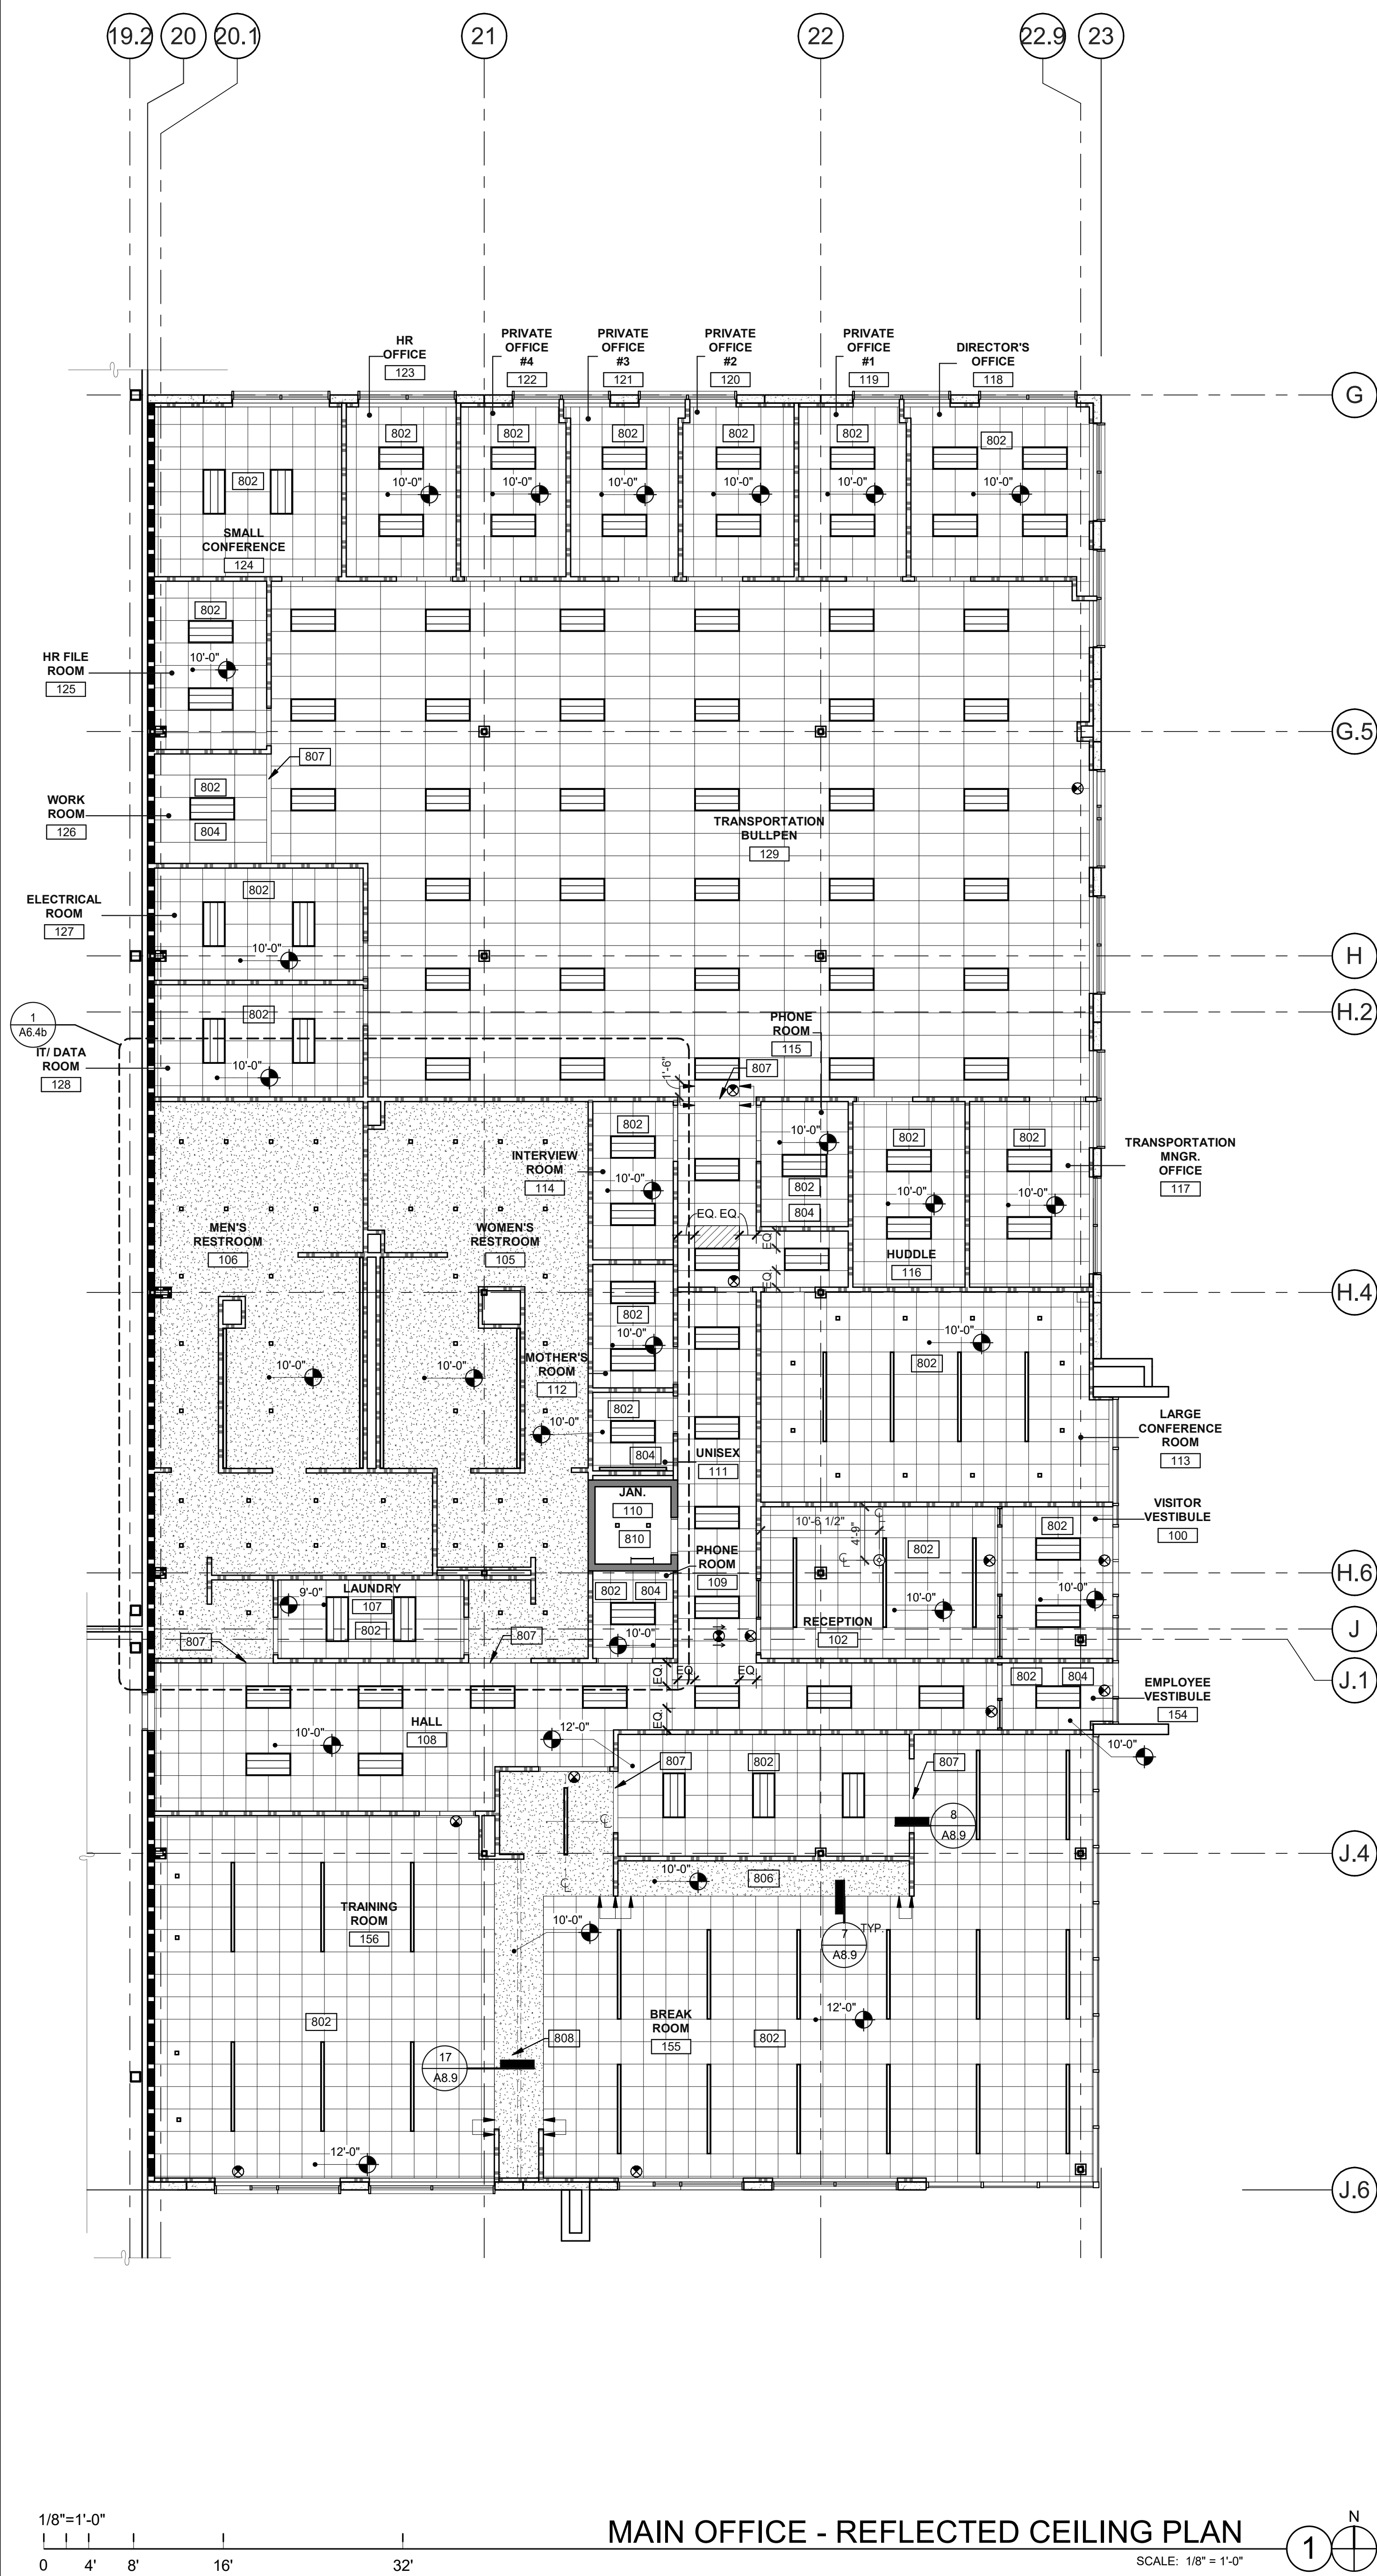 19.2 20 20.1 21 22 22.9 23
HR
OFFICE
123
PRIVATE
OFFICE
#4
122
PRIVATE
OFFICE
#3
121
PRIVATE
OFFICE
#2
120
PRIVATE
OFFICE
#1
119
DIRECTOR'S
OFFICE
118
G
802 802 802 802 802 802
802
10'-0" 10'-0" 10'-0" 10'-0" 10'-0" 10'-0"
SMALL
CONFERENCE
124
802
HR FILE
ROOM
125
10'-0"
G.5
807
WORK
ROOM
126
802
804
TRANSPORTATION
BULLPEN
129
ELECTRICAL
ROOM
127
802
10'-0"
H
1
A6.4b
802
H.2
IT/ DATA
ROOM
128
10'-0"
PHONE
ROOM
115
807
1'-6"
802
10'-0"
802
802
INTERVIEW
ROOM
114
10'-0"
802
804
10'-0"
10'-0"
TRANSPORTATION
MNGR.
OFFICE
117
MEN'S
RESTROOM
106
WOMEN'S
RESTROOM
105
EQ. EQ.
EQ.
EQ.
HUDDLE
116
H.4
802
10'-0"
10'-0"
802
10'-0"
10'-0"
MOTHER'S
ROOM
112
802
10'-0"
804
UNISEX
111
LARGE
CONFERENCE
ROOM
113
JAN.
110
810
10'-6 1/2"
4'-9"
CL
CL
802
802
VISITOR
VESTIBULE
100
PHONE
ROOM
109
H.6
LAUNDRY
107
802
9'-0"
802 804
10'-0"
10'-0"
10'-0"
RECEPTION
102
J
807
807
EQ.
EQ.
EQ.
EQ.
802 804
J.1
EMPLOYEE
VESTIBULE
154
HALL
108
10'-0"
12'-0"
10'-0"
807
802
807
8
A8.9
CL
J.4
CL
10'-0"
806
TRAINING
ROOM
156
10'-0"
7
A8.9
TYP.
802
BREAK
ROOM
155
12'-0"
802
808
17
A8.9
12'-0"
J.6
1/8"=1'-0"
0 4' 8' 16' 32'
MAIN OFFICE - REFLECTED CEILING PLAN
SCALE: 1/8" = 1'-0"
1
N